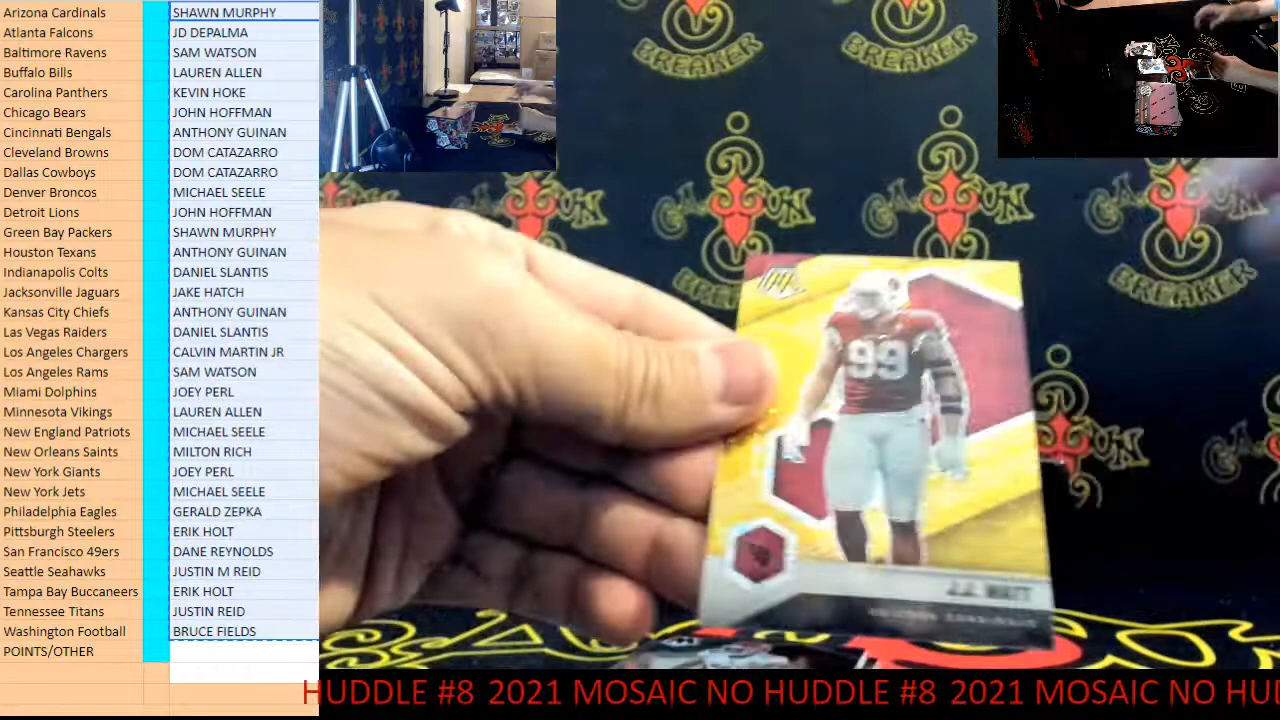 Arizona Cardinals SHAWN MURPHY
Atlanta Falcons JD DEPALMA
Baltimore Ravens SAM WATSON
Buffalo Bills LAUREN ALLEN
Carolina Panthers KEVIN HOKE
Chicago Bears JOHN HOFFMAN
Cincinnati Bengals ANTHONY GUINAN
Cleveland Browns DOM CATAZARRO
Dallas Cowboys DOM CATAZARRO
Denver Broncos MICHAEL SEELE
Detroit Lions JOHN HOFFMAN
Green Bay Packers SHAWN MURPHY
Houston Texans ANTHONY GUINAN
Indianapolis Colts DANIEL SLANTIS
Jacksonville Jaguars JAKE HATCH
Kansas City Chiefs ANTHONY GUINAN
Las Vegas Raiders DANIEL SLANTIS
Los Angeles Chargers CALVIN MARTIN JR
Los Angeles Rams SAM WATSON
Miami Dolphins JOEY PERL
Minnesota Vikings LAUREN ALLEN
New England Patriots MICHAEL SEELE
New Orleans Saints MILTON RICH
New York Giants JOEY PERL
New York Jets MICHAEL SEELE
Philadelphia Eagles GERALD ZEPKA
Pittsburgh Steelers ERIK HOLT
San Francisco 49ers DANE REYNOLDS
Seattle Seahawks JUSTIN M REID
Tampa Bay Buccaneers ERIK HOLT
Tennessee Titans JUSTIN REID
Washington Football BRUCE FIELDS
POINTS/OTHER
BREAKER
BREAKER
CAJUN
CAJUN
CAJUN
BREAKER
99
J.J. WATT
HUDDLE #8 2021 MOSAIC NO HUDDLE #8 2021 MOSAIC NO HU